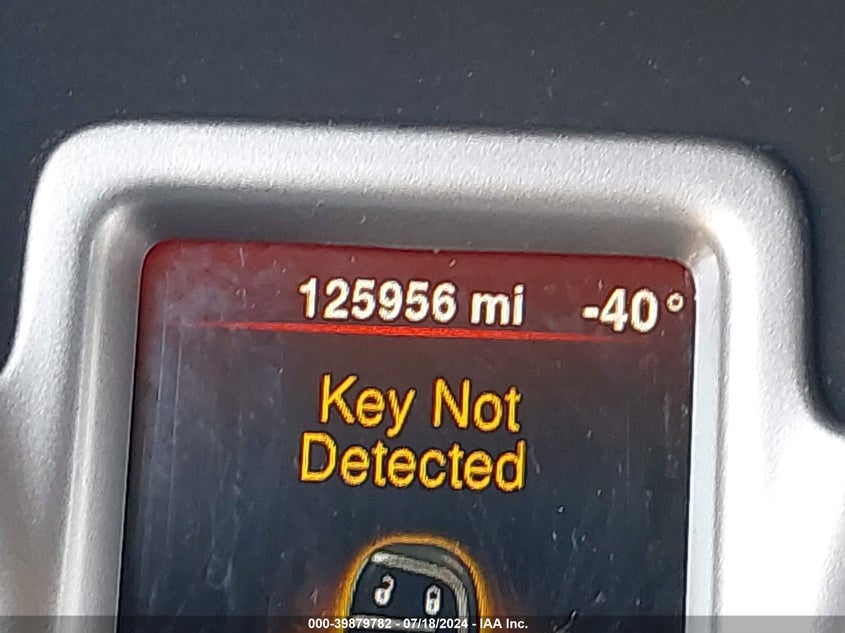 125956 mi -40°
Key Not
Detected
000-39879782 - 07/18/2024 - IAA Inc.